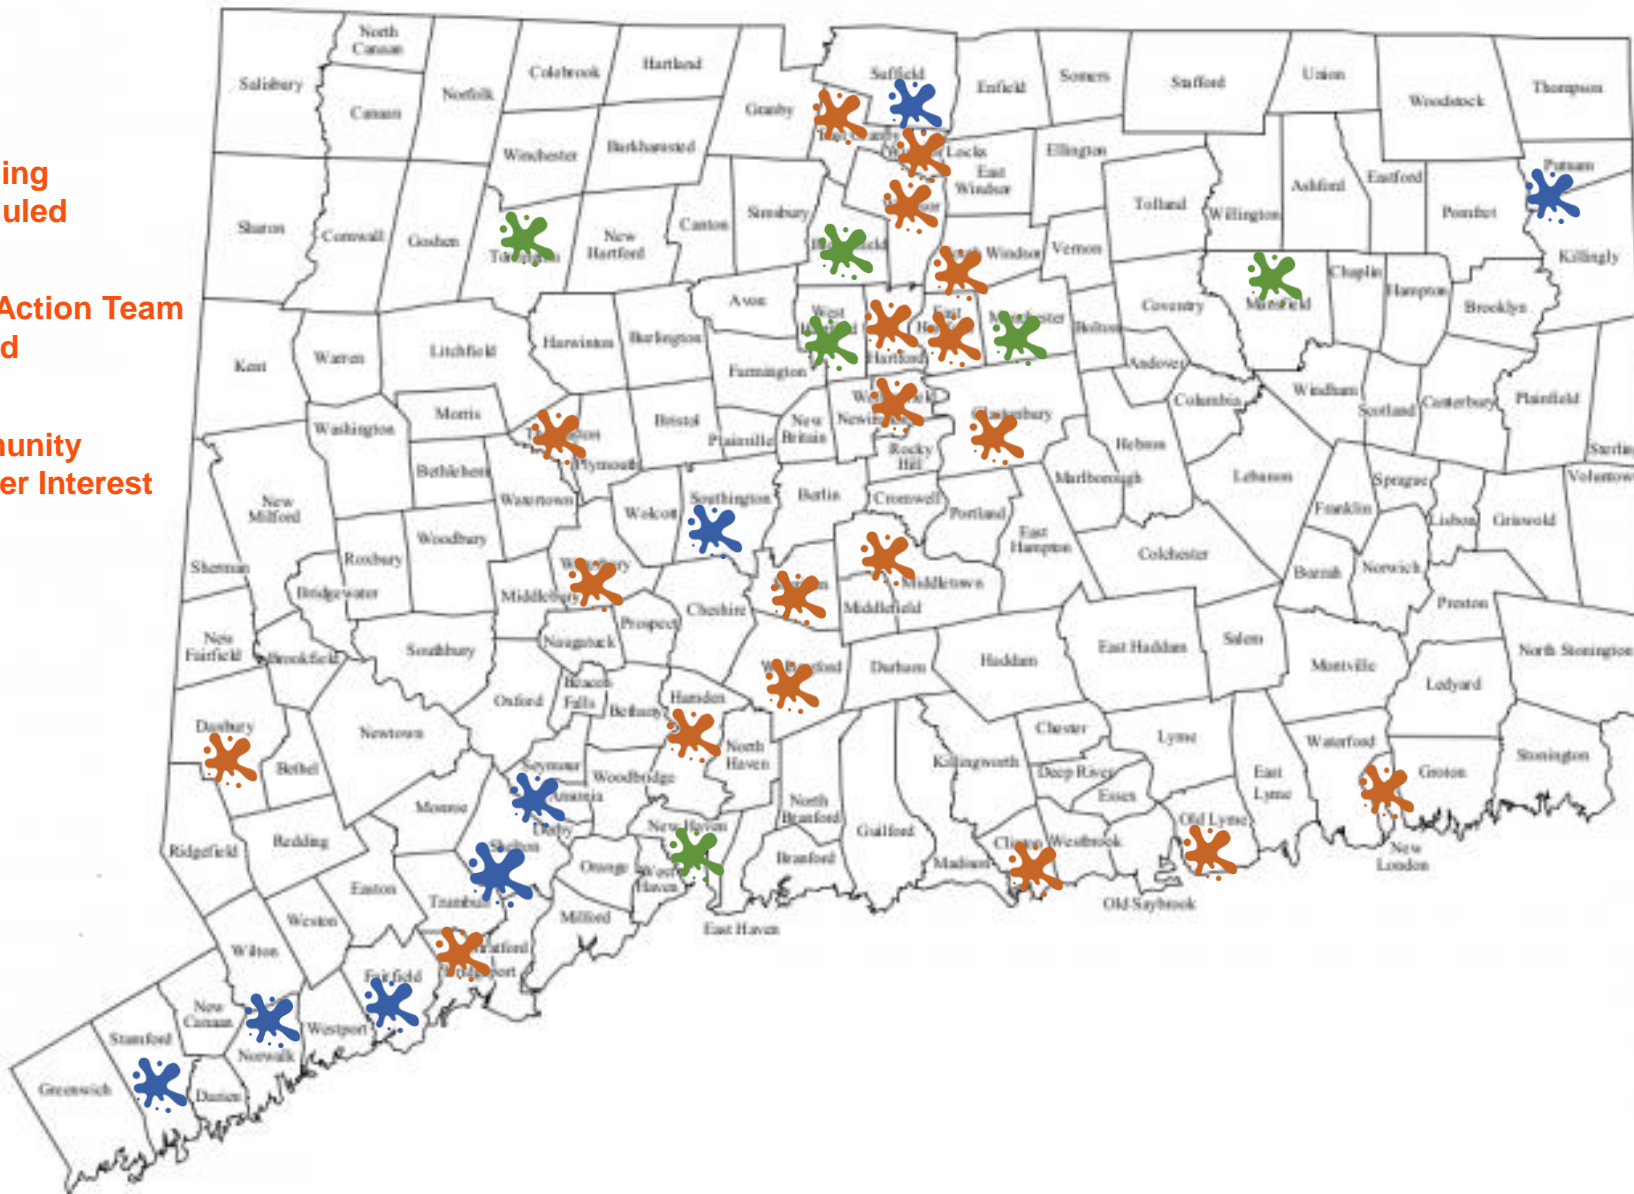 North
Canaan
Colebrook
Hartland
Suffield
Salisbury
Norfolk
Granby
Enfield
Somers
Stafford
Union
Woodstock
Thompson
Canaan
Winchester
Barkhamsted
Locks
Ellington
East
Windsor
Putnam
Ashford
Eastford
ing
uled
Sharon
Cornwall
Goshen
New
Hartford
Canton
Simsbury
Tolland
Willington
Pomfret
Windsor
Vernon
Killingly
Action Team
d
Avon
West
East
Coventry
Chaplin
Hampton
Brooklyn
Mansfield
Kent
Warren
Litchfield
Harwinton
Burlington
Farmington
Hartford
Bolton
Andover
Morris
Washington
Bristol
Plainville
New
Britain
Columbia
Windham
Scotland
Canterbury
Plainfield
munity
er Interest
Bethlehem
Plymouth
Rocky
Hill
Hebron
Marlborough
Lebanon
Sprague
New
Milford
Watertown
Wolcott
Southington
Berlin
Cromwell
Portland
East
Hampton
Franklin
Lisbon
Griswold
Woodbury
Roxbury
Sherman
Bridgewater
Middlebury
Cheshire
Middletown
Middlefield
Colchester
Bozrah
Norwich
Preston
New
Fairfield
Brookfield
Southbury
Naugatuck
Prospect
Durham
Haddam
East Haddam
Salem
Montville
North Stonington
Ledyard
Danbury
Newtown
Oxford
Beacon
Falls
Bethany
Hamden
North
Haven
Chester
Lyme
Waterford
Bethel
Seymour
Woodbridge
Killingworth
Deep River
Essex
East
Lyme
Groton
Stonington
Monroe
Ansonia
Derby
North
Branford
Guilford
Ridgefield
Redding
Shelton
New Haven
Orange
West
Haven
Branford
Madison
Clinton
Westbrook
Old Lyme
New
London
Easton
Trumbull
Weston
Milford
East Haven
Old Saybrook
Wilton
Fairfield
New
Canaan
Stamford
Westport
Norwalk
Greenwich
Darien